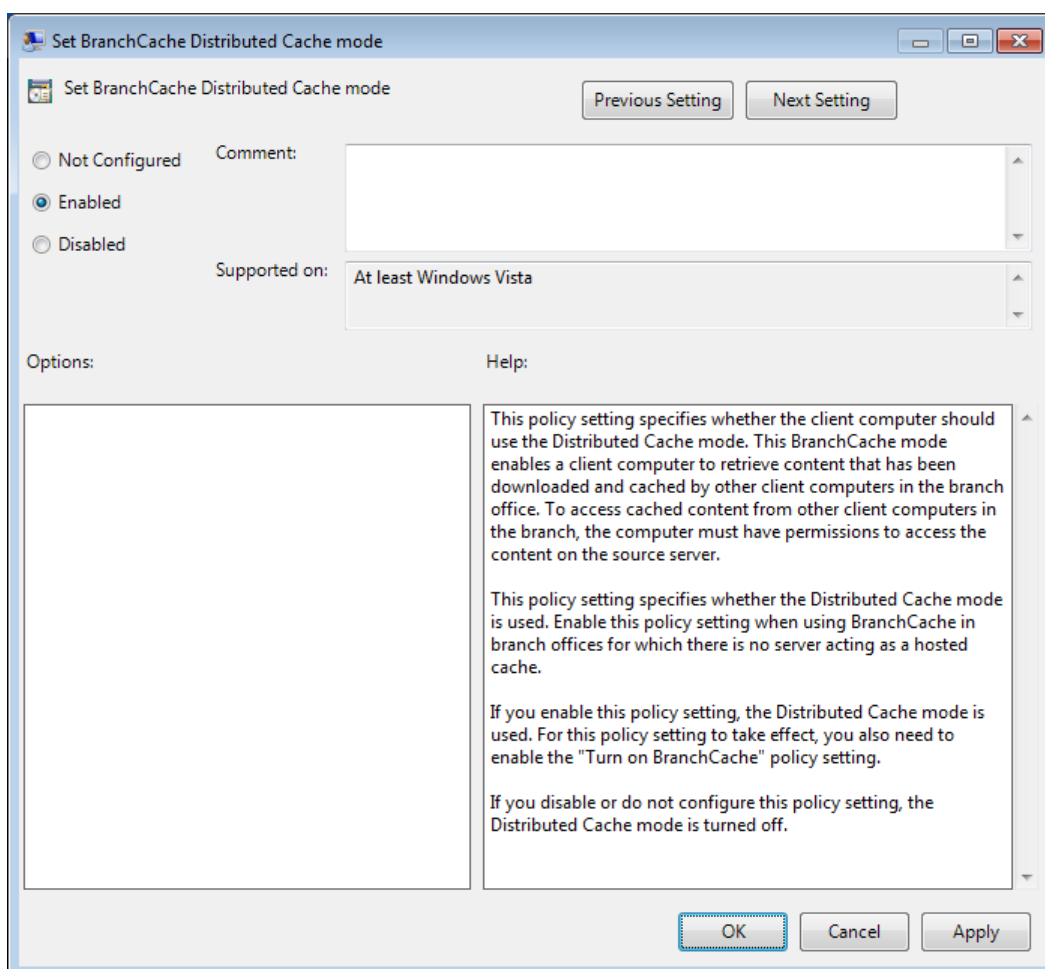 Set BranchCache Distributed Cache mode
Set BranchCache Distributed Cache mode
Previous Setting
Next Setting
Not Configured
Comment:
Enabled
Disabled
Supported on:
At least Windows Vista
Options:
Help:
This policy setting specifies whether the client computer should
use the Distributed Cache mode. This BranchCache mode
enables a client computer to retrieve content that has been
downloaded and cached by other client computers in the branch
office. To access cached content from other client computers in
the branch, the computer must have permissions to access the
content on the source server.
This policy setting specifies whether the Distributed Cache mode
is used. Enable this policy setting when using BranchCache in
branch offices for which there is no server acting as a hosted
cache.
If you enable this policy setting, the Distributed Cache mode is
used. For this policy setting to take effect, you also need to
enable the "Turn on BranchCache" policy setting.
If you disable or do not configure this policy setting, the
Distributed Cache mode is turned off.
OK
Cancel
Apply